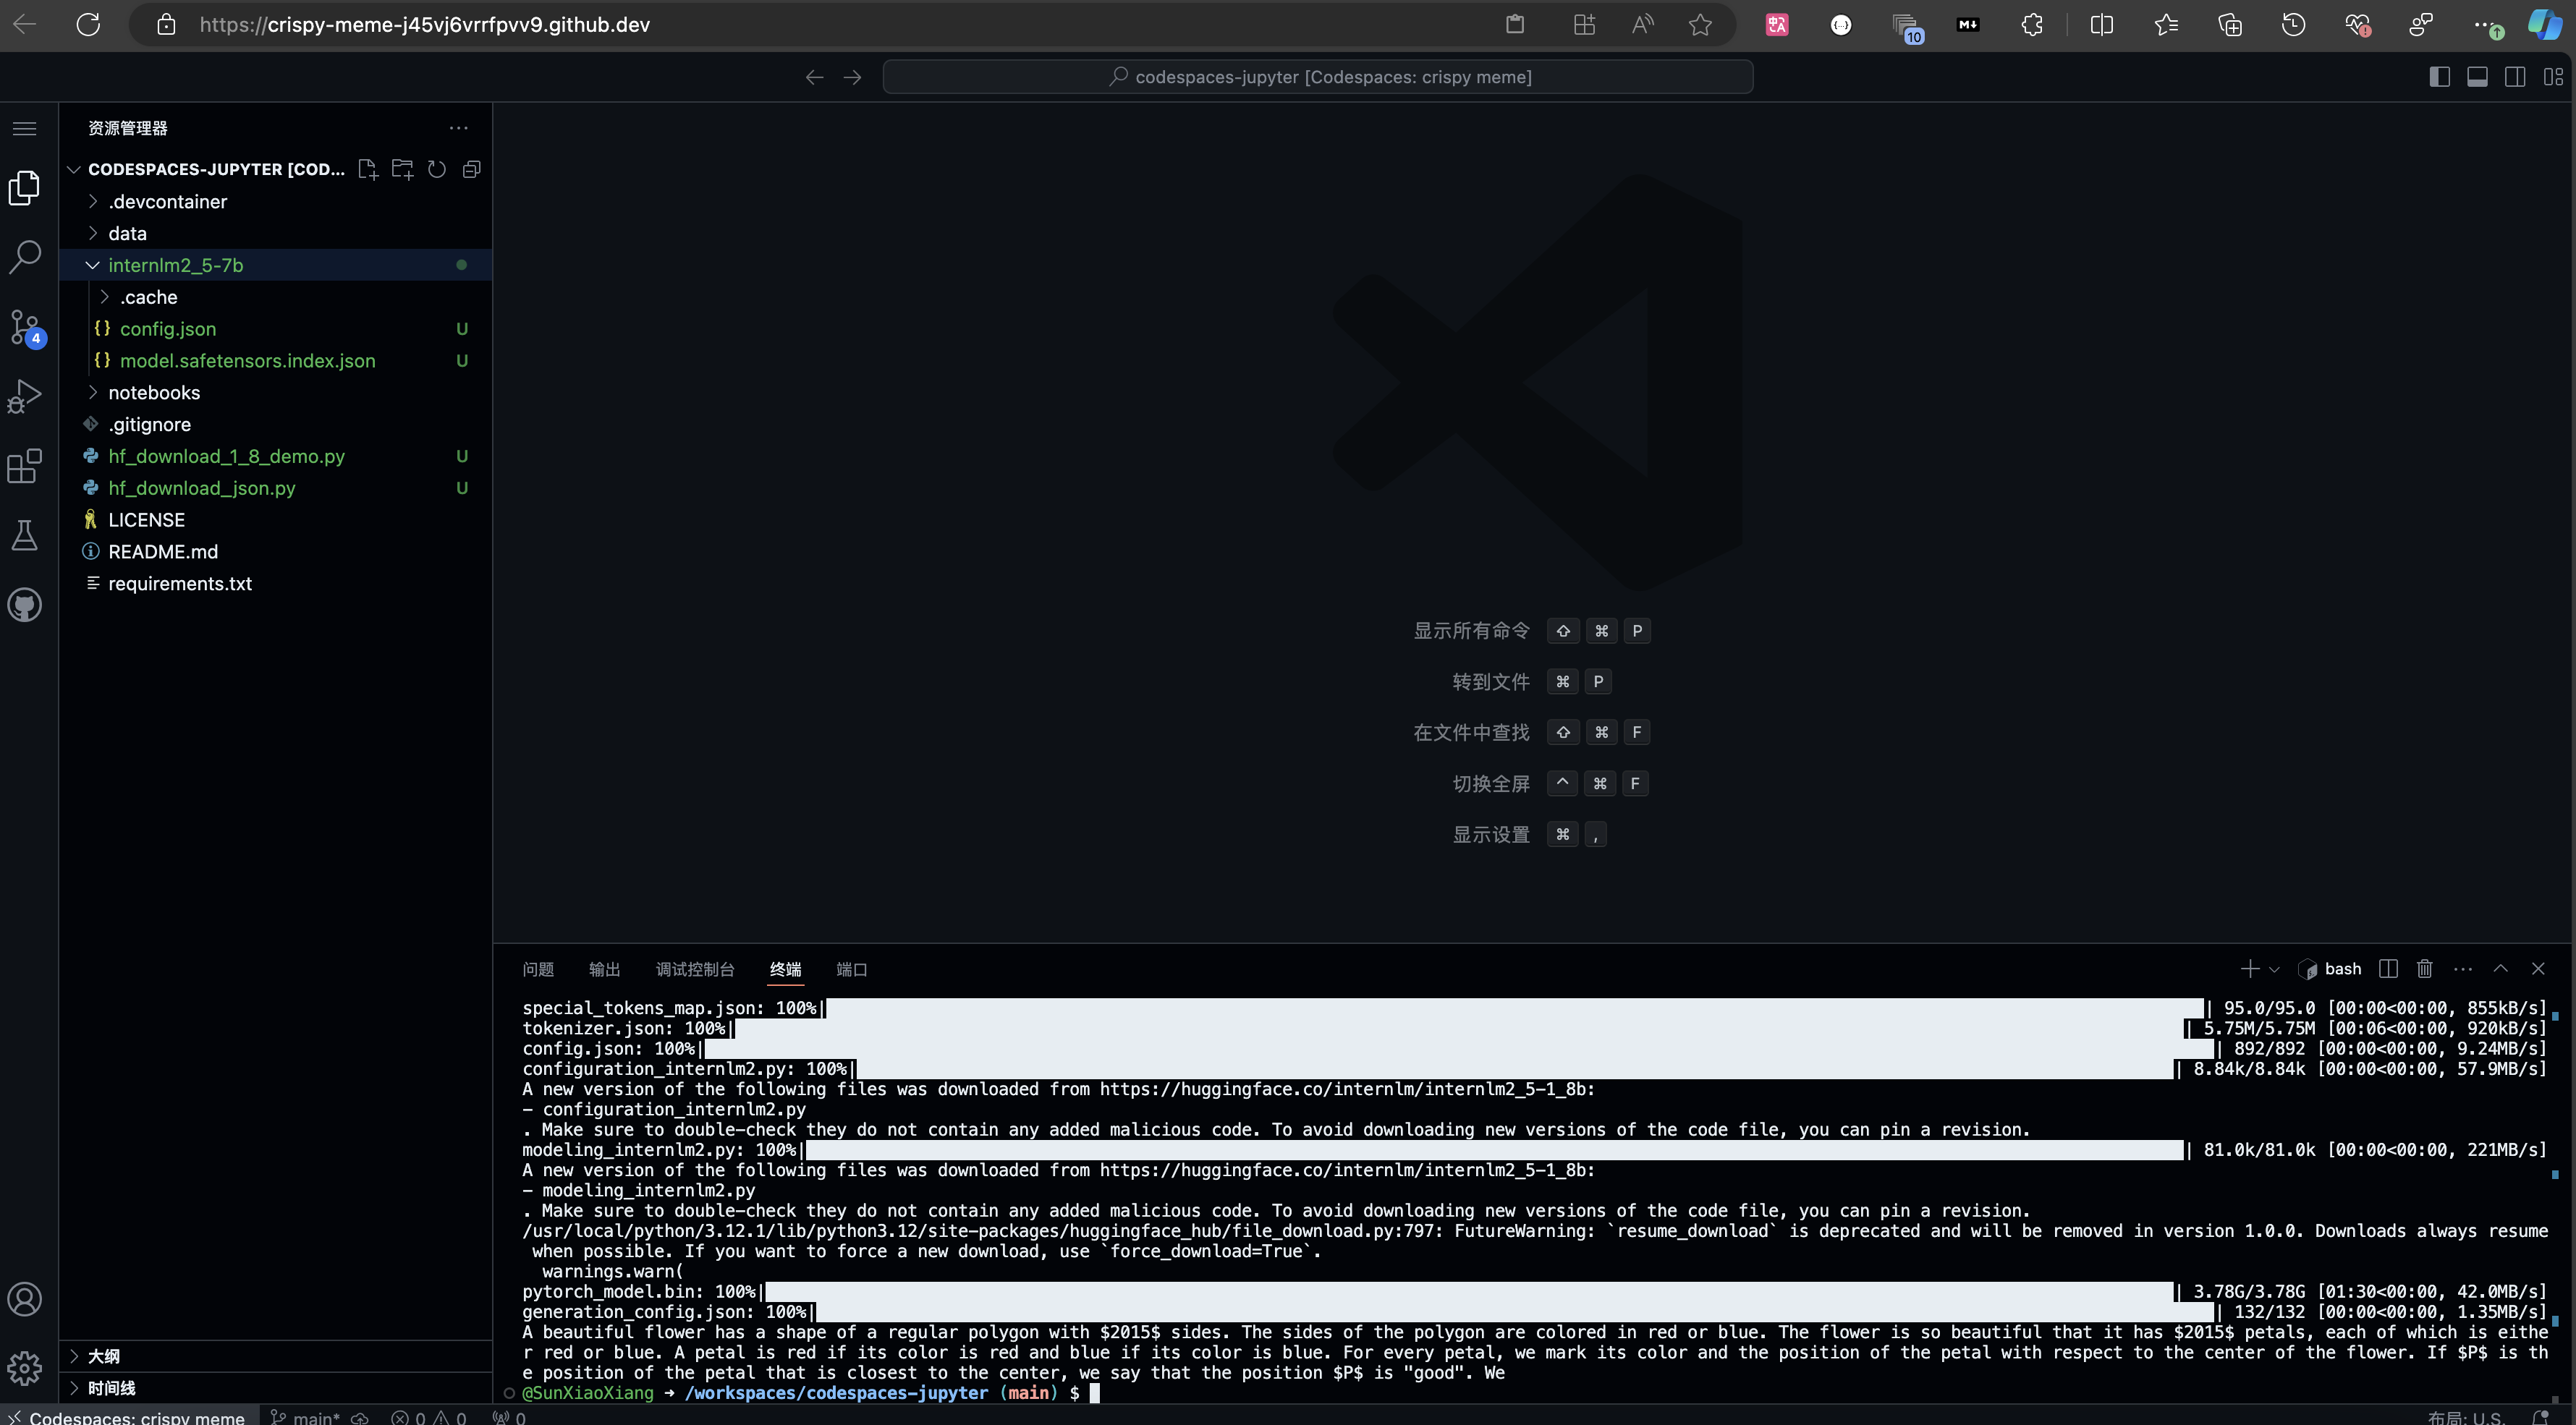 https://crispy-meme-j45vj6vrrfpvv9.github.dev
10
M↓
codespaces-jupyter [Codespaces: crispy meme]
资源管理器
CODESPACES-JUPYTER [COD...
.devcontainer
data
internlm2_5-7b
.cache
{} config.json U
{} model.safetensors.index.json U
notebooks
.gitignore
hf_download_1_8_demo.py U
hf_download_json.py U
LICENSE
README.md
requirements.txt
4
显示所有命令 ⇧ ⌘ P
转到文件 ⌘ P
在文件中查找 ⇧ ⌘ F
切换全屏 ^ ⌘ F
显示设置 ⌘ ,
问题 输出 调试控制台 终端 端口
bash
special_tokens_map.json: 100%| | 95.0/95.0 [00:00<00:00, 855kB/s]
tokenizer.json: 100%| | 5.75M/5.75M [00:06<00:00, 920kB/s]
config.json: 100%| | 892/892 [00:00<00:00, 9.24MB/s]
configuration_internlm2.py: 100%| | 8.84k/8.84k [00:00<00:00, 57.9MB/s]
A new version of the following files was downloaded from https://huggingface.co/internlm/internlm2_5-1_8b:
- configuration_internlm2.py
. Make sure to double-check they do not contain any added malicious code. To avoid downloading new versions of the code file, you can pin a revision.
modeling_internlm2.py: 100%| | 81.0k/81.0k [00:00<00:00, 221MB/s]
A new version of the following files was downloaded from https://huggingface.co/internlm/internlm2_5-1_8b:
- modeling_internlm2.py
. Make sure to double-check they do not contain any added malicious code. To avoid downloading new versions of the code file, you can pin a revision.
/usr/local/python/3.12.1/lib/python3.12/site-packages/huggingface_hub/file_download.py:797: FutureWarning: `resume_download` is deprecated and will be removed in version 1.0.0. Downloads always resume
when possible. If you want to force a new download, use `force_download=True`.
warnings.warn(
pytorch_model.bin: 100%| | 3.78G/3.78G [01:30<00:00, 42.0MB/s]
generation_config.json: 100%| | 132/132 [00:00<00:00, 1.35MB/s]
A beautiful flower has a shape of a regular polygon with $2015$ sides. The sides of the polygon are colored in red or blue. The flower is so beautiful that it has $2015$ petals, each of which is eithe
r red or blue. A petal is red if its color is red and blue if its color is blue. For every petal, we mark its color and the position of the petal with respect to the center of the flower. If $P$ is th
e position of the petal that is closest to the center, we say that the position $P$ is "good". We
@SunXiaoXiang → /workspaces/codespaces-jupyter (main) $
大纲
时间线
Codespaces: crispy meme main* 0 0 0 布局: U.S.